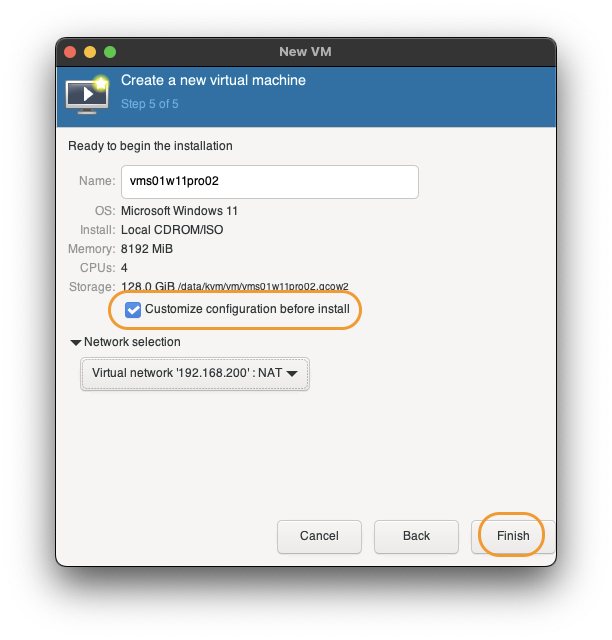 New VM
Create a new virtual machine
Step 5 of 5
Ready to begin the installation
Name: vms01w11pro02
OS: Microsoft Windows 11
Install: Local CDROM/ISO
Memory: 8192 MiB
CPUs: 4
Storage: 128.0 GiB /data/kvm/vm/vms01w11pro02.qcow2
Customize configuration before install
Network selection
Virtual network '192.168.200' : NAT
Cancel Back Finish